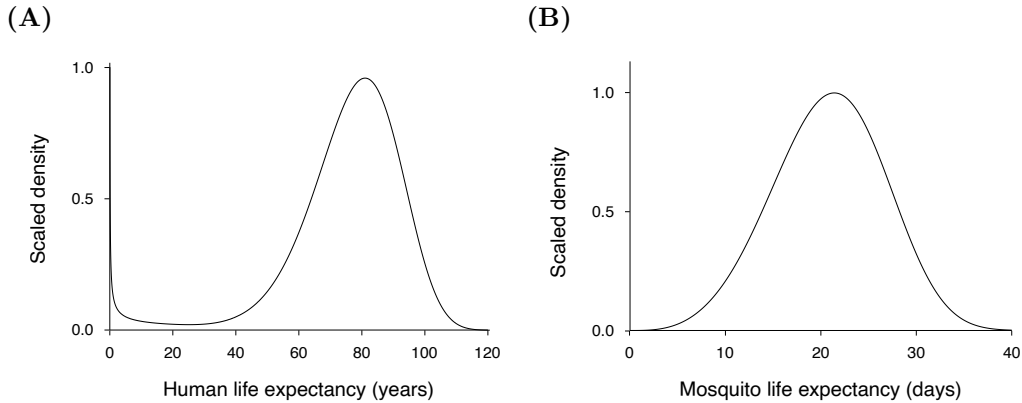 (A)
(B)
1.0
0.5
0.0
Scaled density
0 20 40 60 80 100 120
Human life expectancy (years)
1.0
0.5
0.0
Scaled density
0 10 20 30 40
Mosquito life expectancy (days)